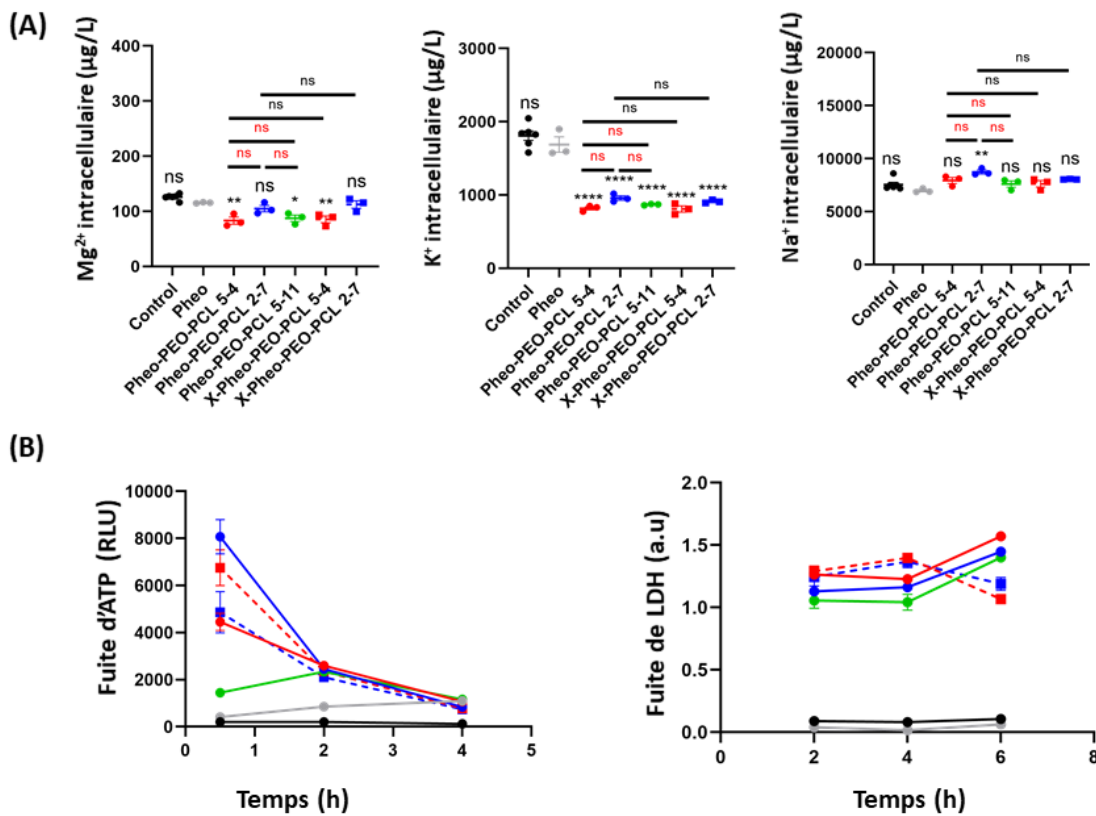 (A)
Mg2+ intracellulaire (µg/L)
400
300
200
100
0
ns
ns
ns
ns
ns
ns
**
ns
*
**
ns
Control
Pheo
Pheo-PEO-PCL 5-4
Pheo-PEO-PCL 2-7
Pheo-PEO-PCL 5-11
X-Pheo-PEO-PCL 5-4
X-Pheo-PEO-PCL 2-7
K+ intracellulaire (µg/L)
3000
2000
1000
0
ns
ns
ns
ns
ns
ns
****
****
****
****
****
Control
Pheo
Pheo-PEO-PCL 5-4
Pheo-PEO-PCL 2-7
Pheo-PEO-PCL 5-11
X-Pheo-PEO-PCL 5-4
X-Pheo-PEO-PCL 2-7
Na+ intracellulaire (µg/L)
20000
15000
10000
5000
0
ns
ns
ns
ns
ns
ns
ns
**
ns
ns
ns
Control
Pheo
Pheo-PEO-PCL 5-4
Pheo-PEO-PCL 2-7
Pheo-PEO-PCL 5-11
X-Pheo-PEO-PCL 5-4
X-Pheo-PEO-PCL 2-7
(B)
Fuite d'ATP (RLU)
10000
8000
6000
4000
2000
0
0 1 2 3 4 5
Temps (h)
Fuite de LDH (a.u)
2.0
1.5
1.0
0.5
0.0
0 2 4 6 8
Temps (h)